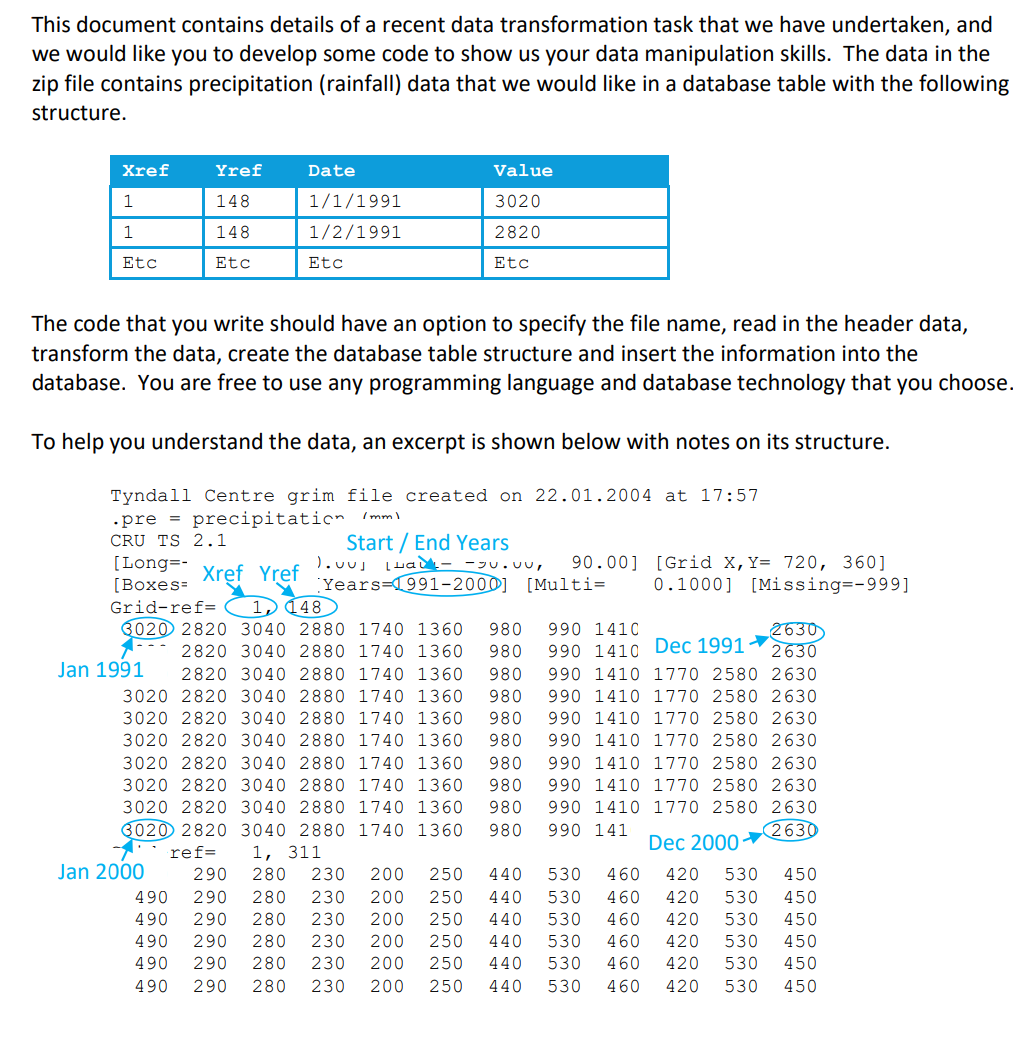 This document contains details of a recent data transformation task that we have undertaken, and
we would like you to develop some code to show us your data manipulation skills. The data in the
zip file contains precipitation (rainfall) data that we would like in a database table with the following
structure.
Xref Yref Date Value
1 148 1/1/1991 3020
1 148 1/2/1991 2820
Etc Etc Etc Etc
The code that you write should have an option to specify the file name, read in the header data,
transform the data, create the database table structure and insert the information into the
database. You are free to use any programming language and database technology that you choose.
To help you understand the data, an excerpt is shown below with notes on its structure.
Tyndall Centre grim file created on 22.01.2004 at 17:57
.pre = precipitation (mm)
CRU TS 2.1
Start / End Years
[Long=- 90.00] [Grid X,Y= 720, 360]
Xref Yref
[Boxes= Years=1991-2000] [Multi= 0.1000] [Missing=-999]
Grid-ref= 1, 148
3020 2820 3040 2880 1740 1360 980 990 1410 2630
Dec 1991
2820 3040 2880 1740 1360 980 990 1410 2630
Jan 1991
2820 3040 2880 1740 1360 980 990 1410 1770 2580 2630
3020 2820 3040 2880 1740 1360 980 990 1410 1770 2580 2630
3020 2820 3040 2880 1740 1360 980 990 1410 1770 2580 2630
3020 2820 3040 2880 1740 1360 980 990 1410 1770 2580 2630
3020 2820 3040 2880 1740 1360 980 990 1410 1770 2580 2630
3020 2820 3040 2880 1740 1360 980 990 1410 1770 2580 2630
3020 2820 3040 2880 1740 1360 980 990 1410 1770 2580 2630
3020 2820 3040 2880 1740 1360 980 990 141 2630
Dec 2000
ref= 1, 311
Jan 2000
290 280 230 200 250 440 530 460 420 530 450
490 290 280 230 200 250 440 530 460 420 530 450
490 290 280 230 200 250 440 530 460 420 530 450
490 290 280 230 200 250 440 530 460 420 530 450
490 290 280 230 200 250 440 530 460 420 530 450
490 290 280 230 200 250 440 530 460 420 530 450